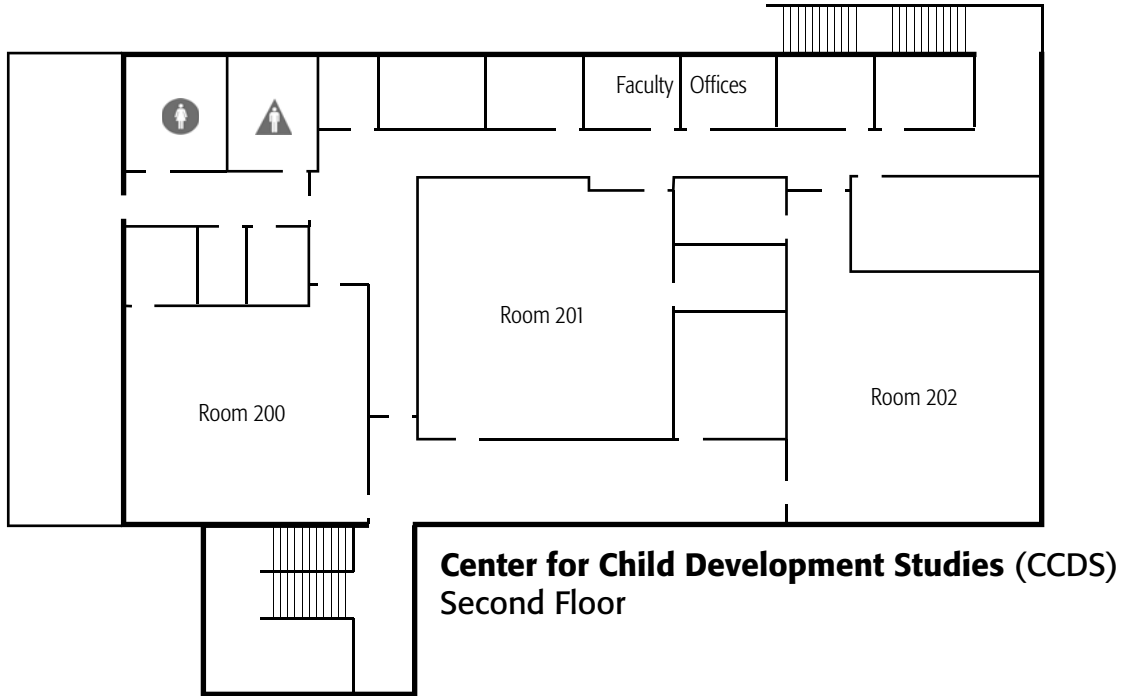 Faculty Offices
Room 201
Room 202
Room 200
Center for Child Development Studies (CCDS)
Second Floor